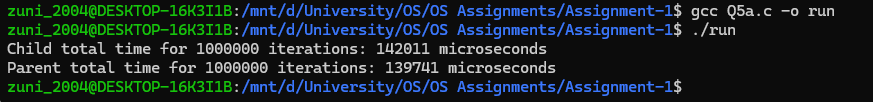 zuni_2004@DESKTOP-16K3I1B:/mnt/d/University/OS/OS Assignments/Assignment-1$ gcc Q5a.c -o run
zuni_2004@DESKTOP-16K3I1B:/mnt/d/University/OS/OS Assignments/Assignment-1$ ./run
Child total time for 1000000 iterations: 142011 microseconds
Parent total time for 1000000 iterations: 139741 microseconds
zuni_2004@DESKTOP-16K3I1B:/mnt/d/University/OS/OS Assignments/Assignment-1$